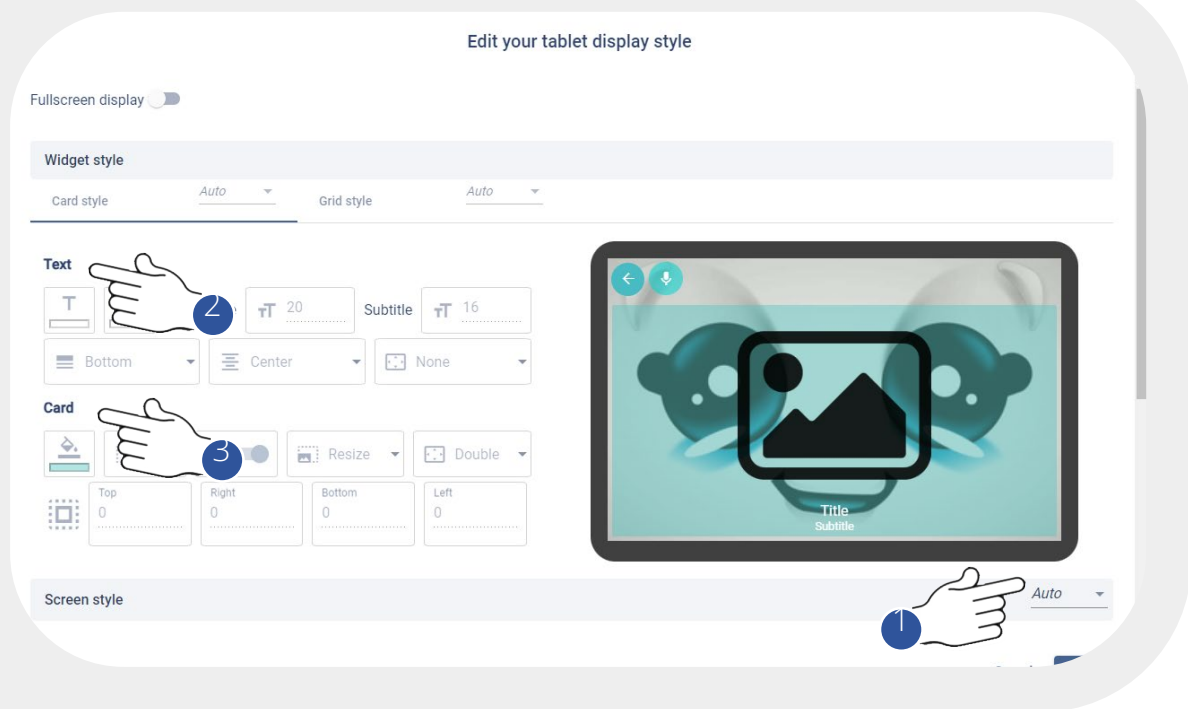 Edit your tablet display style
Fullscreen display
Widget style
Card style Auto Grid style Auto
Text
T 2 TT 20 Subtitle TT 16
Bottom Center None
Card
3 Resize Double
Top Right Bottom Left
0 0 0 0
Title
Subtitle
Screen style Auto
1